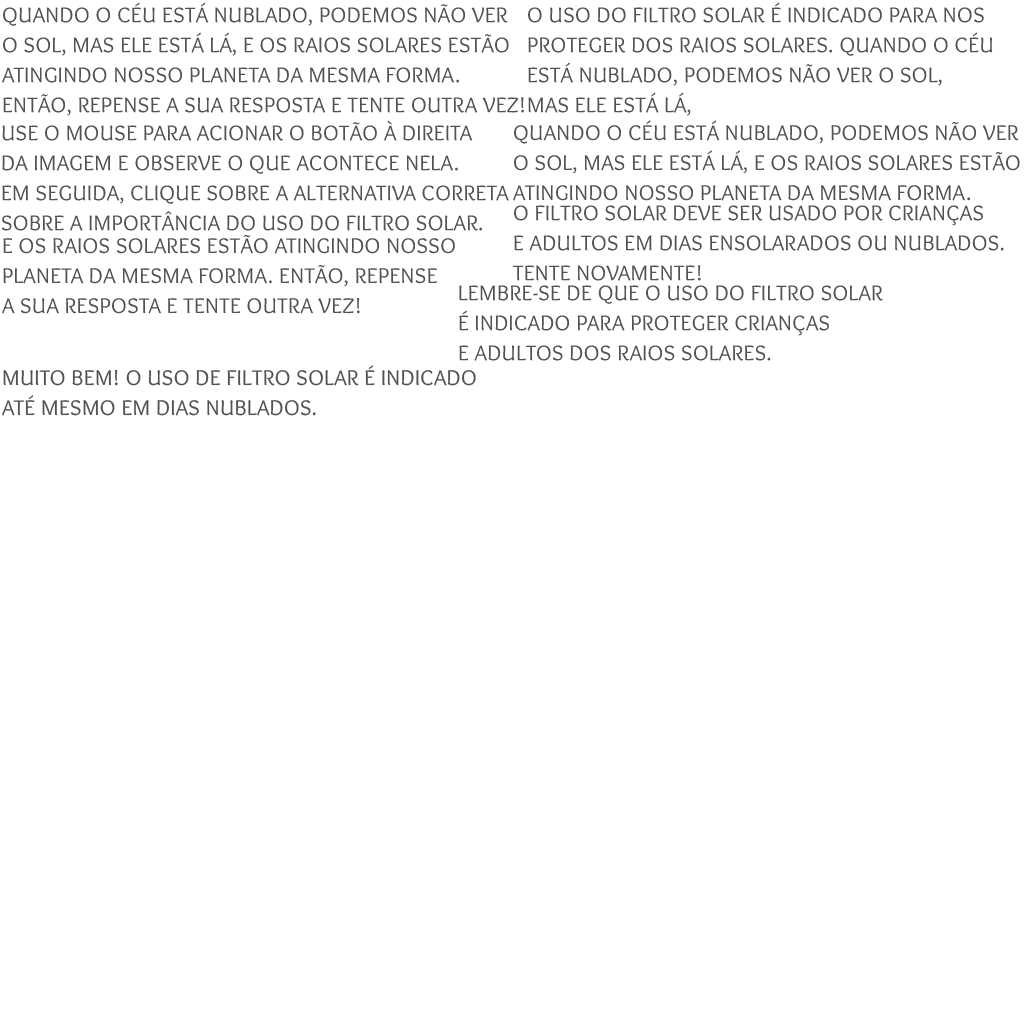 QUANDO O CÉU ESTÁ NUBLADO, PODEMOS NÃO VER
O SOL, MAS ELE ESTÁ LÁ, E OS RAIOS SOLARES ESTÃO
ATINGINDO NOSSO PLANETA DA MESMA FORMA.
ENTÃO, REPENSE A SUA RESPOSTA E TENTE OUTRA VEZ!
O USO DO FILTRO SOLAR É INDICADO PARA NOS
PROTEGER DOS RAIOS SOLARES. QUANDO O CÉU
ESTÁ NUBLADO, PODEMOS NÃO VER O SOL,
MAS ELE ESTÁ LÁ,
USE O MOUSE PARA ACIONAR O BOTÃO À DIREITA
DA IMAGEM E OBSERVE O QUE ACONTECE NELA.
EM SEGUIDA, CLIQUE SOBRE A ALTERNATIVA CORRETA
SOBRE A IMPORTÂNCIA DO USO DO FILTRO SOLAR.
QUANDO O CÉU ESTÁ NUBLADO, PODEMOS NÃO VER
O SOL, MAS ELE ESTÁ LÁ, E OS RAIOS SOLARES ESTÃO
ATINGINDO NOSSO PLANETA DA MESMA FORMA.
O FILTRO SOLAR DEVE SER USADO POR CRIANÇAS
E ADULTOS EM DIAS ENSOLARADOS OU NUBLADOS.
TENTE NOVAMENTE!
E OS RAIOS SOLARES ESTÃO ATINGINDO NOSSO
PLANETA DA MESMA FORMA. ENTÃO, REPENSE
A SUA RESPOSTA E TENTE OUTRA VEZ!
LEMBRE-SE DE QUE O USO DO FILTRO SOLAR
É INDICADO PARA PROTEGER CRIANÇAS
E ADULTOS DOS RAIOS SOLARES.
MUITO BEM! O USO DE FILTRO SOLAR É INDICADO
ATÉ MESMO EM DIAS NUBLADOS.